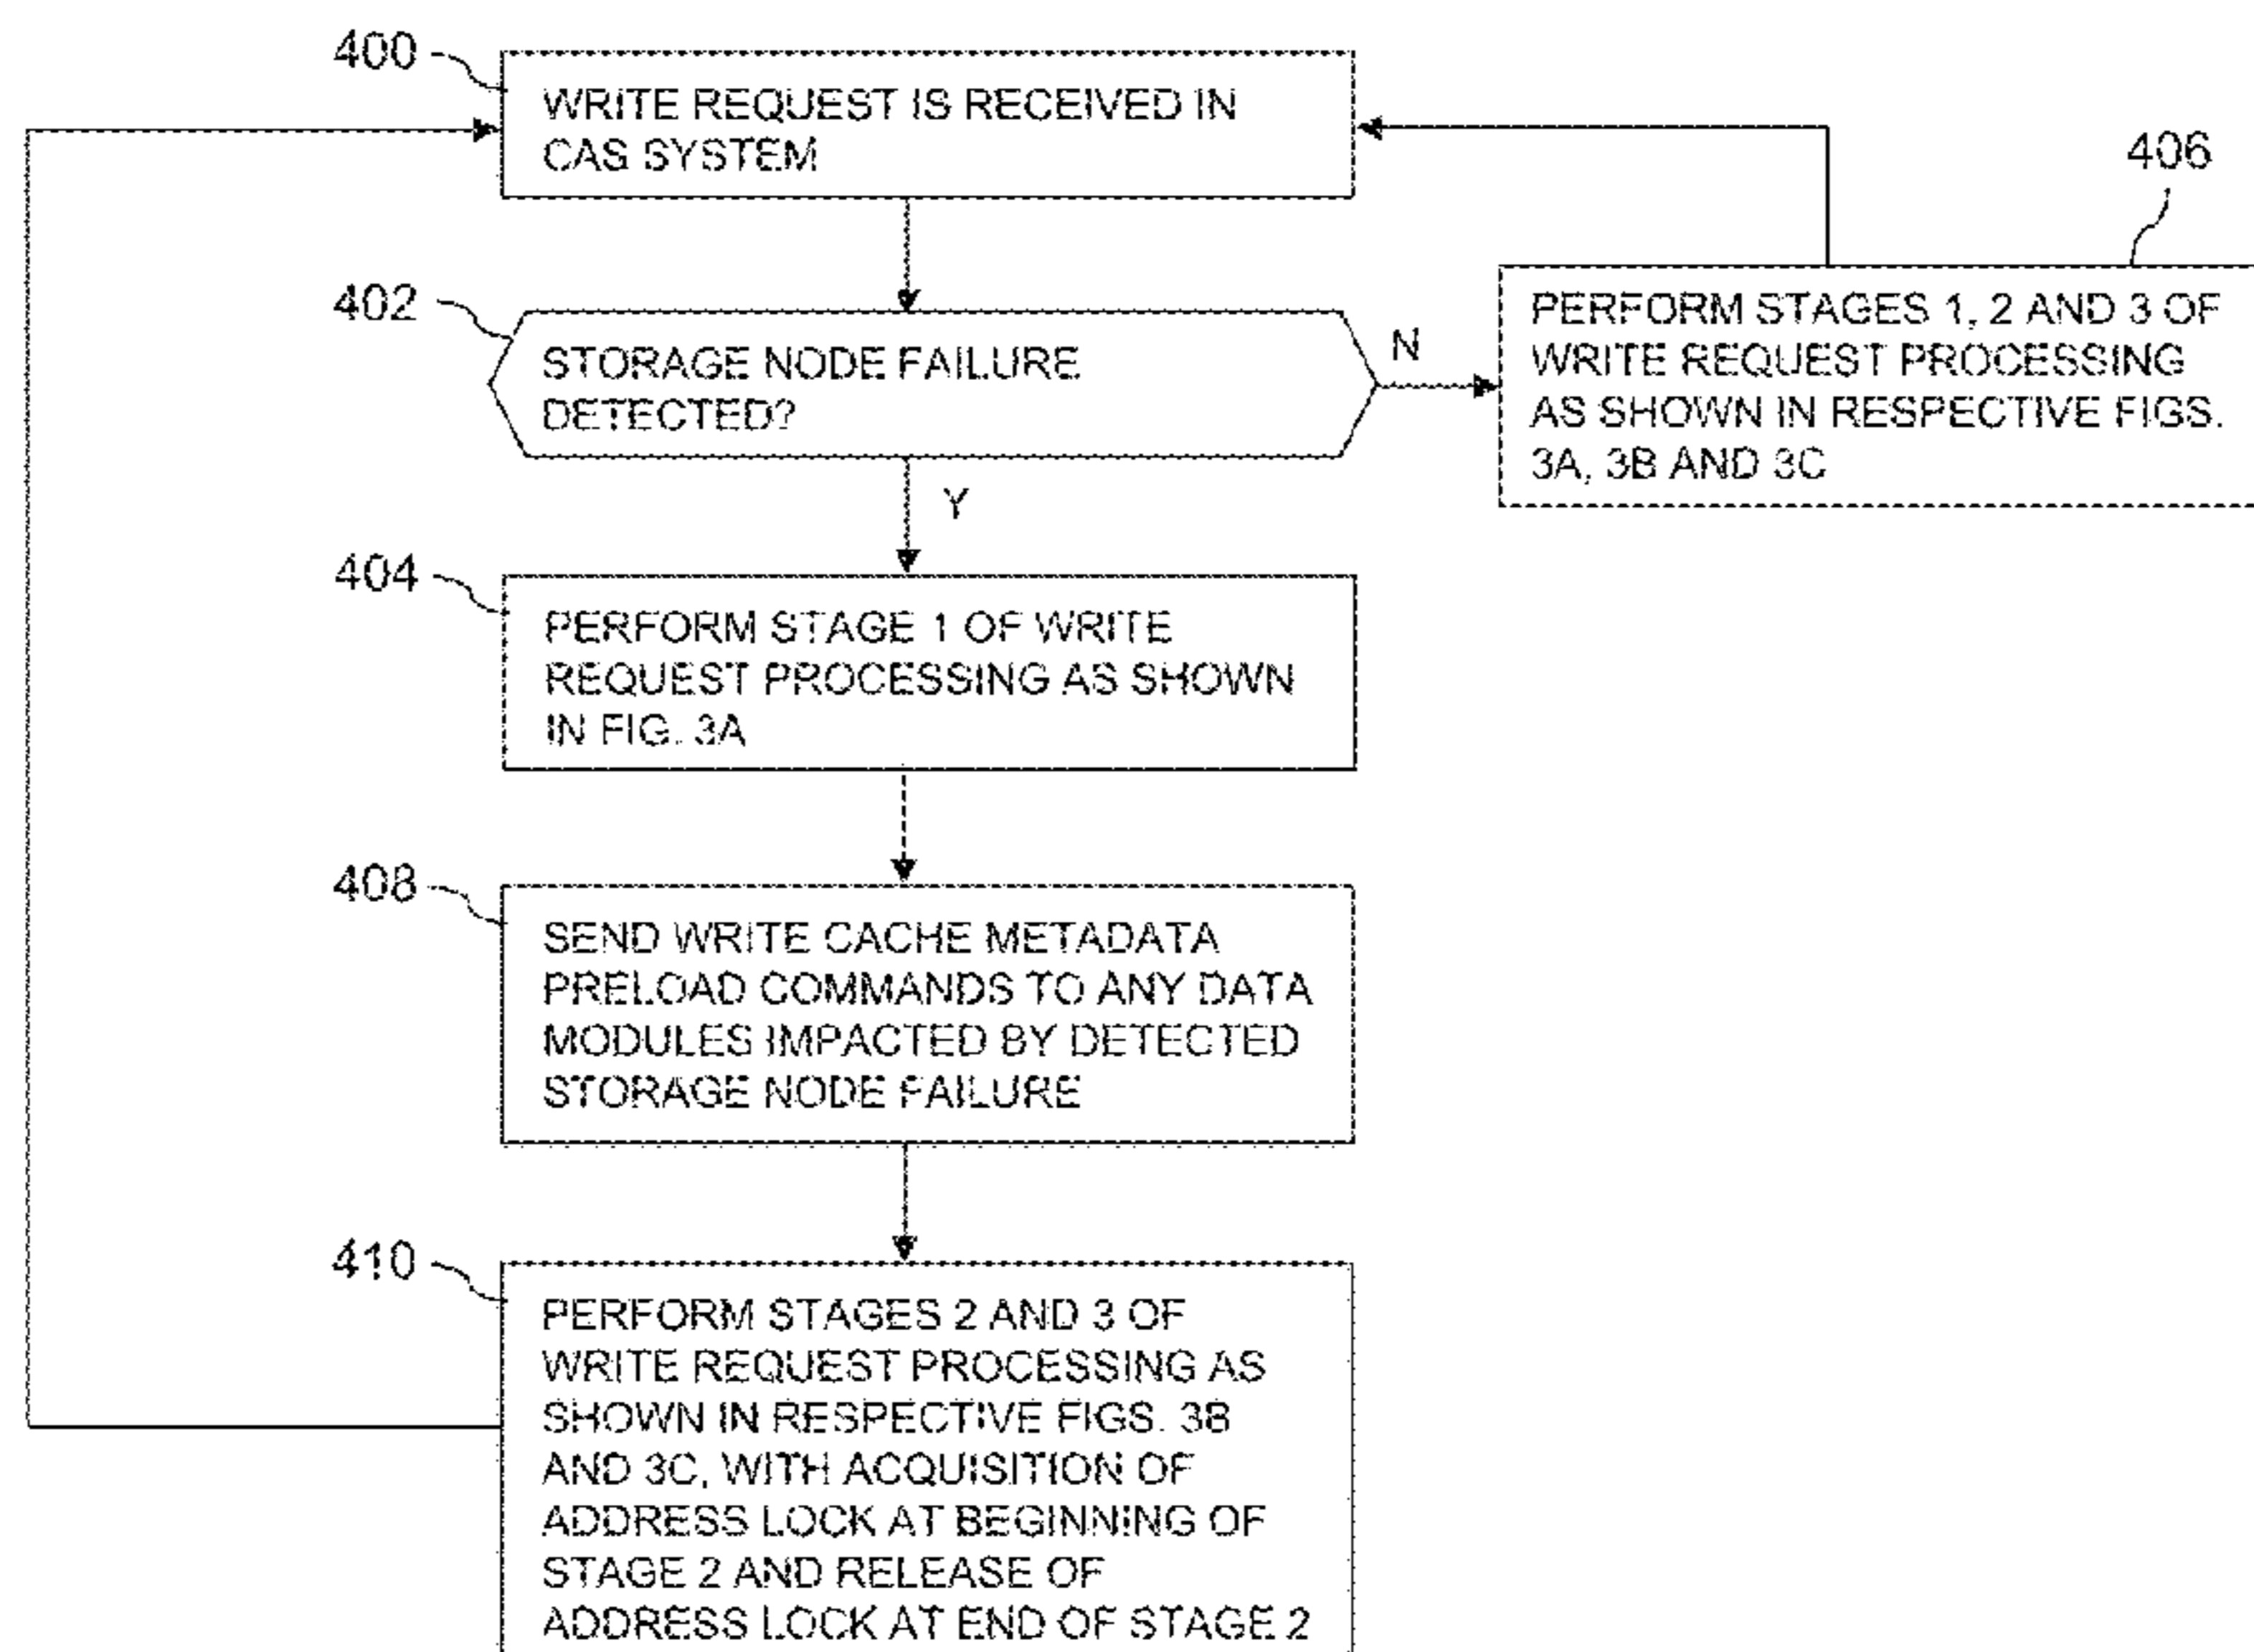 400
WRITE REQUEST IS RECEIVED IN
CAS SYSTEM
406
402
STORAGE NODE FAILURE
DETECTED?
N
PERFORM STAGES 1, 2 AND 3 OF
WRITE REQUEST PROCESSING
AS SHOWN IN RESPECTIVE FIGS.
3A, 3B AND 3C
Y
404
PERFORM STAGE 1 OF WRITE
REQUEST PROCESSING AS SHOWN
IN FIG. 3A
408
SEND WRITE CACHE METADATA
PRELOAD COMMANDS TO ANY DATA
MODULES IMPACTED BY DETECTED
STORAGE NODE FAILURE
410
PERFORM STAGES 2 AND 3 OF
WRITE REQUEST PROCESSING AS
SHOWN IN RESPECTIVE FIGS. 3B
AND 3C, WITH ACQUISITION OF
ADDRESS LOCK AT BEGINNING OF
STAGE 2 AND RELEASE OF
ADDRESS LOCK AT END OF STAGE 2